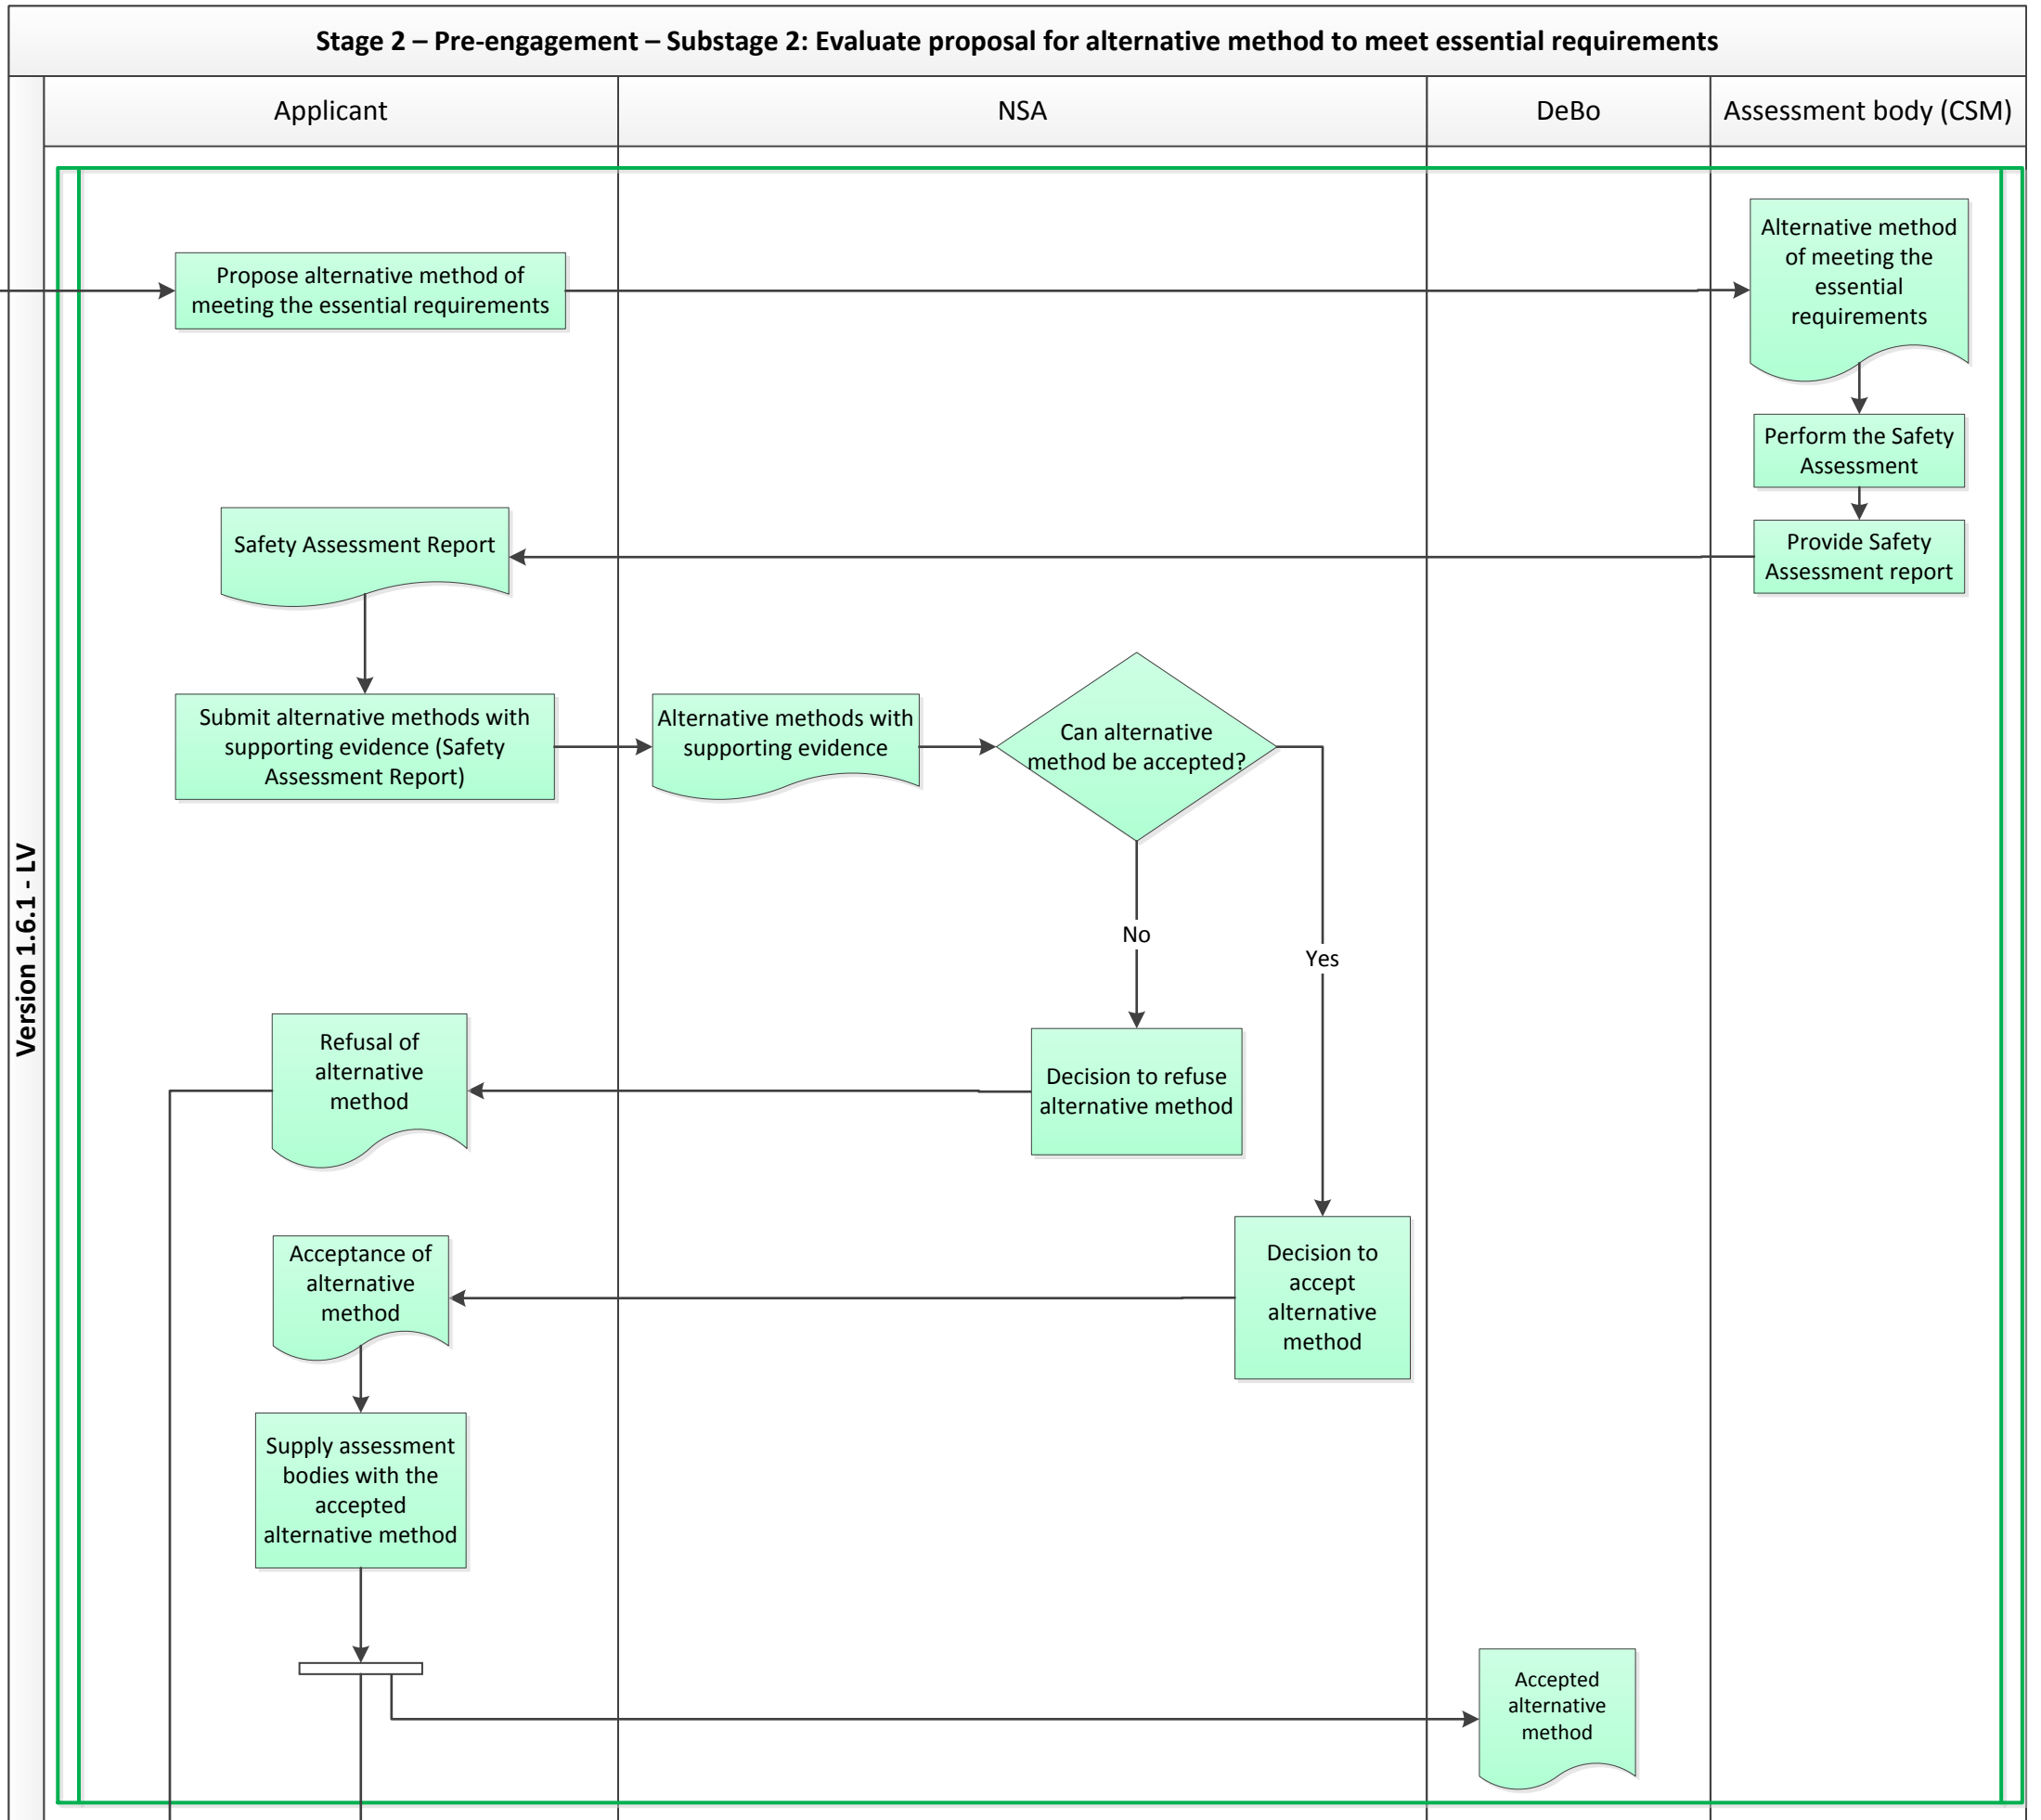 Stage 2 – Pre-engagement – Substage 2: Evaluate proposal for alternative method to meet essential requirements
Applicant
NSA
DeBo
Assessment body (CSM)
Version 1.6.1 - LV
Propose alternative method of
meeting the essential requirements
Alternative method
of meeting the
essential
requirements
Perform the Safety
Assessment
Provide Safety
Assessment report
Safety Assessment Report
Submit alternative methods with
supporting evidence (Safety
Assessment Report)
Alternative methods with
supporting evidence
Can alternative
method be accepted?
No
Yes
Refusal of
alternative
method
Decision to refuse
alternative method
Acceptance of
alternative
method
Decision to
accept
alternative
method
Supply assessment
bodies with the
accepted
alternative method
Accepted
alternative
method